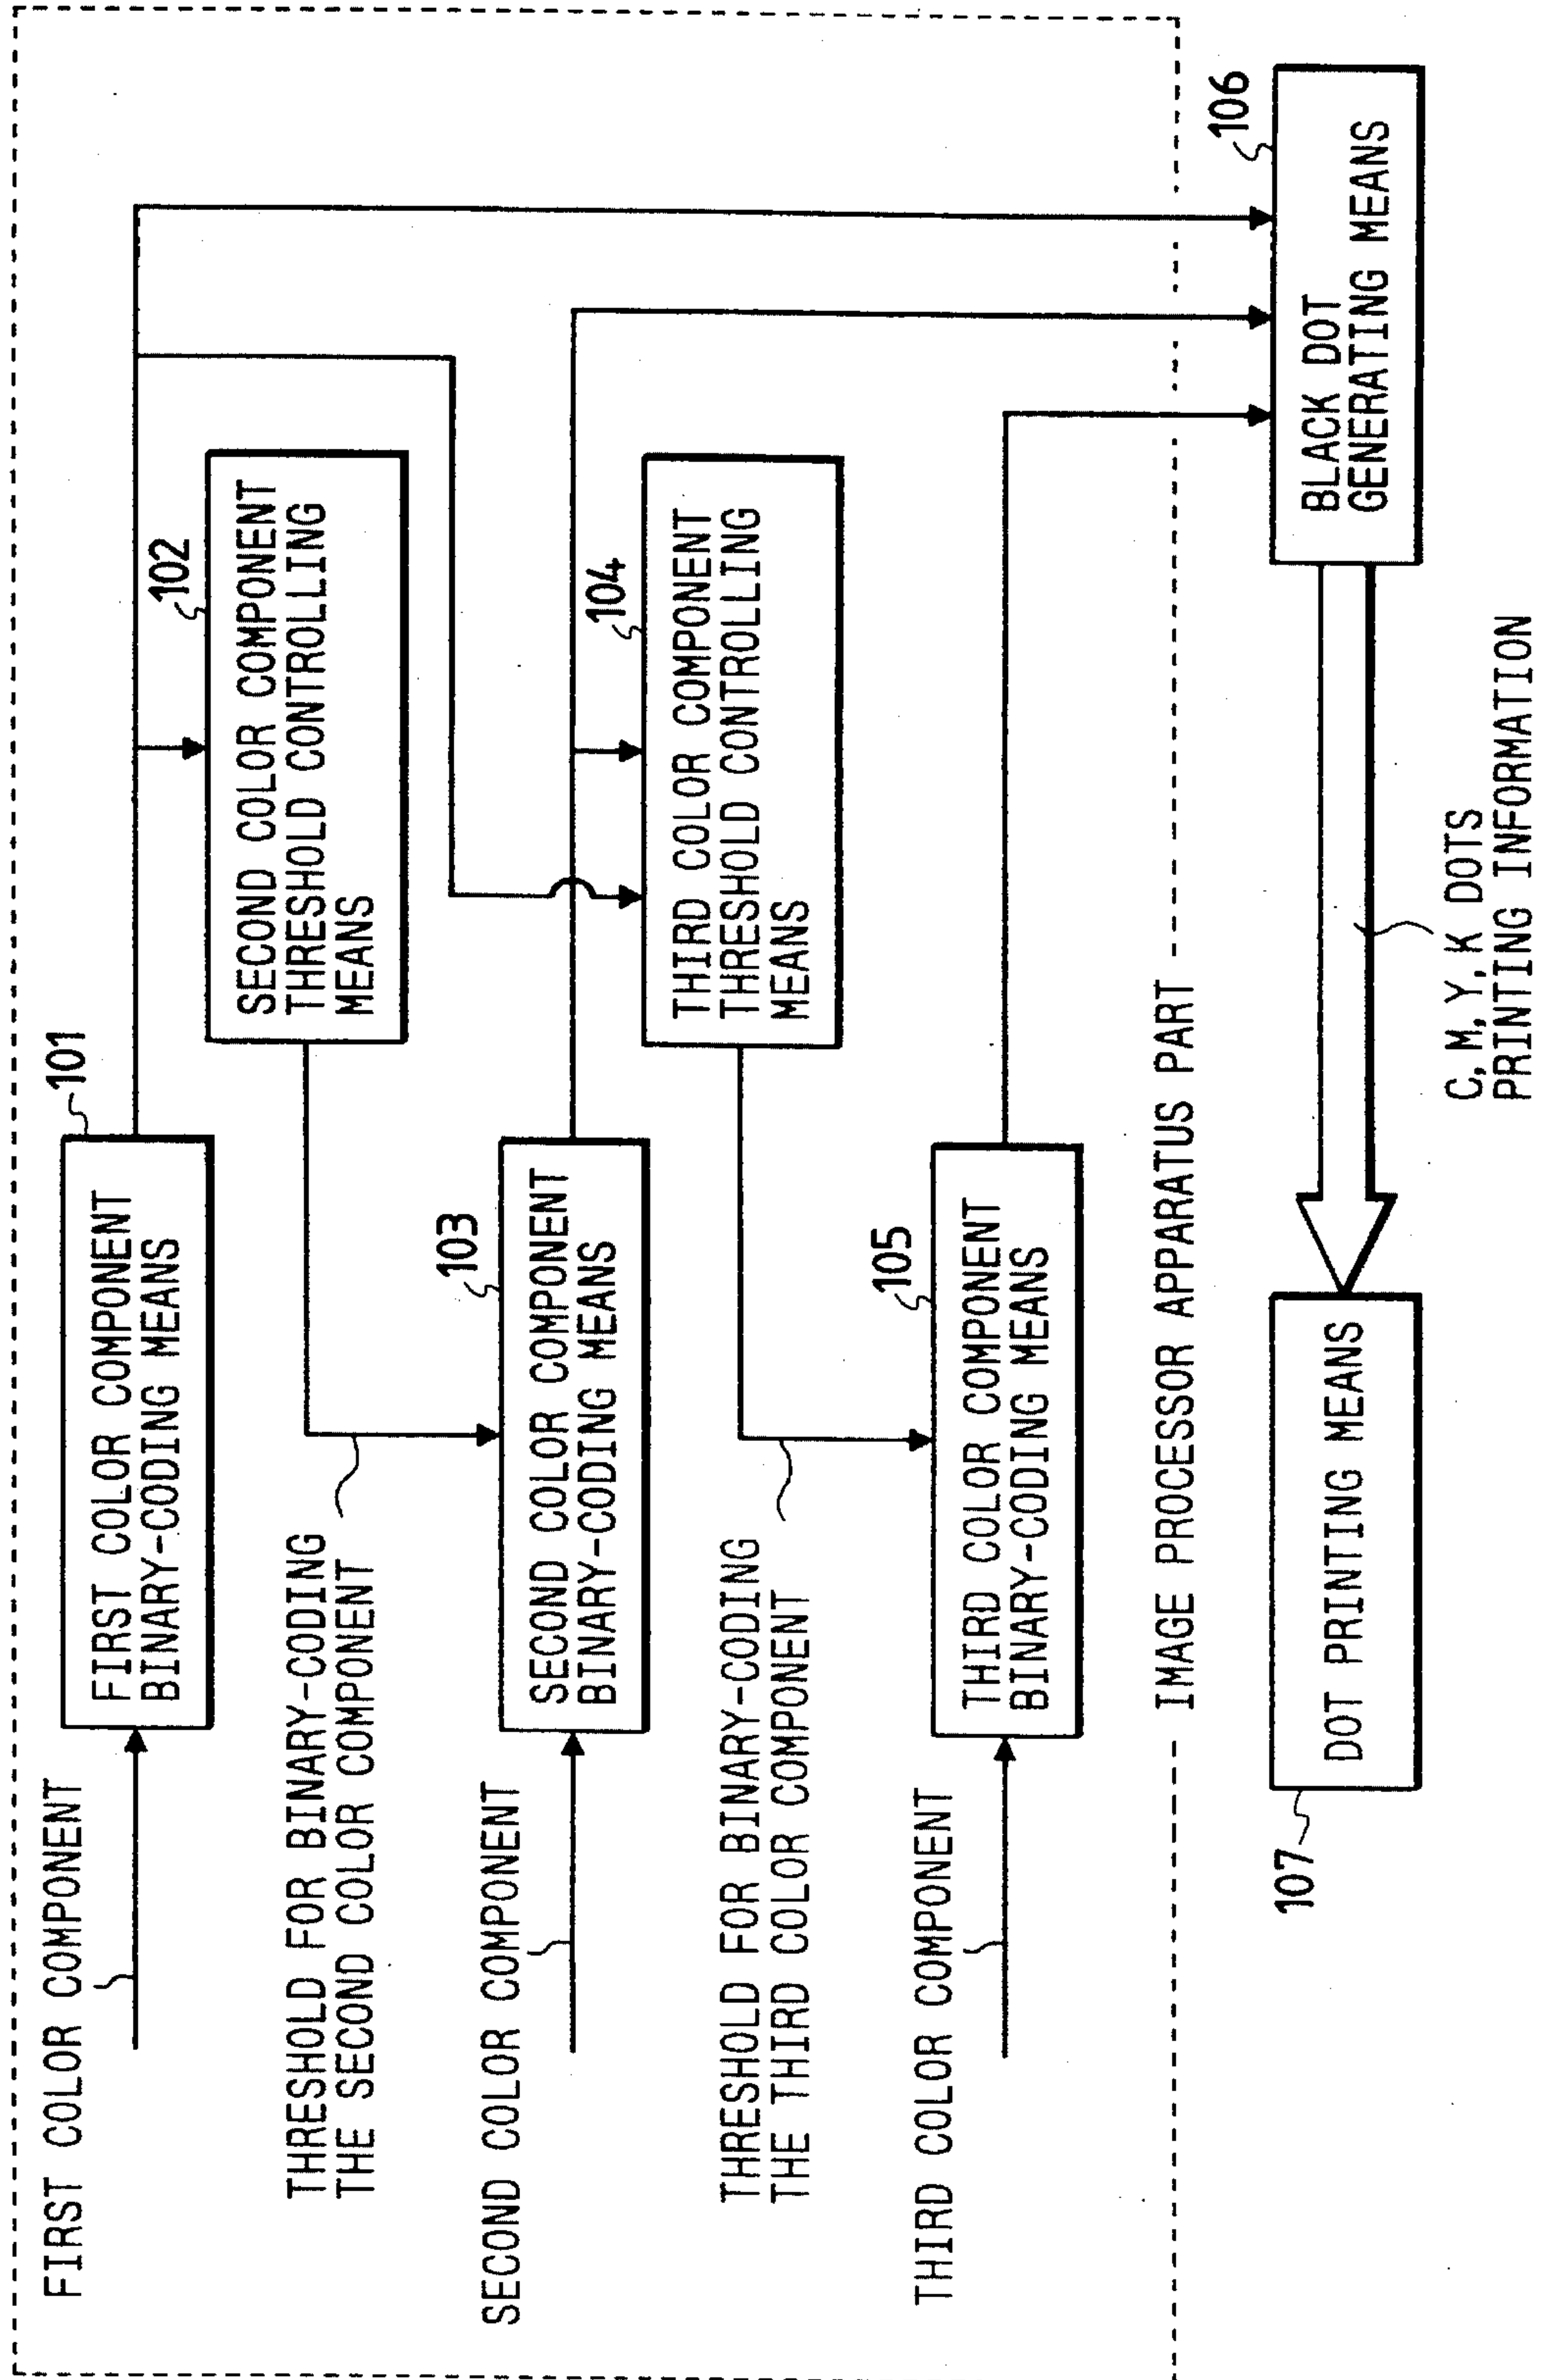 FIRST COLOR COMPONENT
101
FIRST COLOR COMPONENT
BINARY-CODING MEANS
102
SECOND COLOR COMPONENT
THRESHOLD CONTROLLING
MEANS
THRESHOLD FOR BINARY-CODING
THE SECOND COLOR COMPONENT
SECOND COLOR COMPONENT
103
SECOND COLOR COMPONENT
BINARY-CODING MEANS
104
THIRD COLOR COMPONENT
THRESHOLD CONTROLLING
MEANS
THRESHOLD FOR BINARY-CODING
THE THIRD COLOR COMPONENT
THIRD COLOR COMPONENT
105
THIRD COLOR COMPONENT
BINARY-CODING MEANS
IMAGE PROCESSOR APPARATUS PART
106
BLACK DOT
GENERATING MEANS
107
DOT PRINTING MEANS
C, M, Y, K DOTS
PRINTING INFORMATION